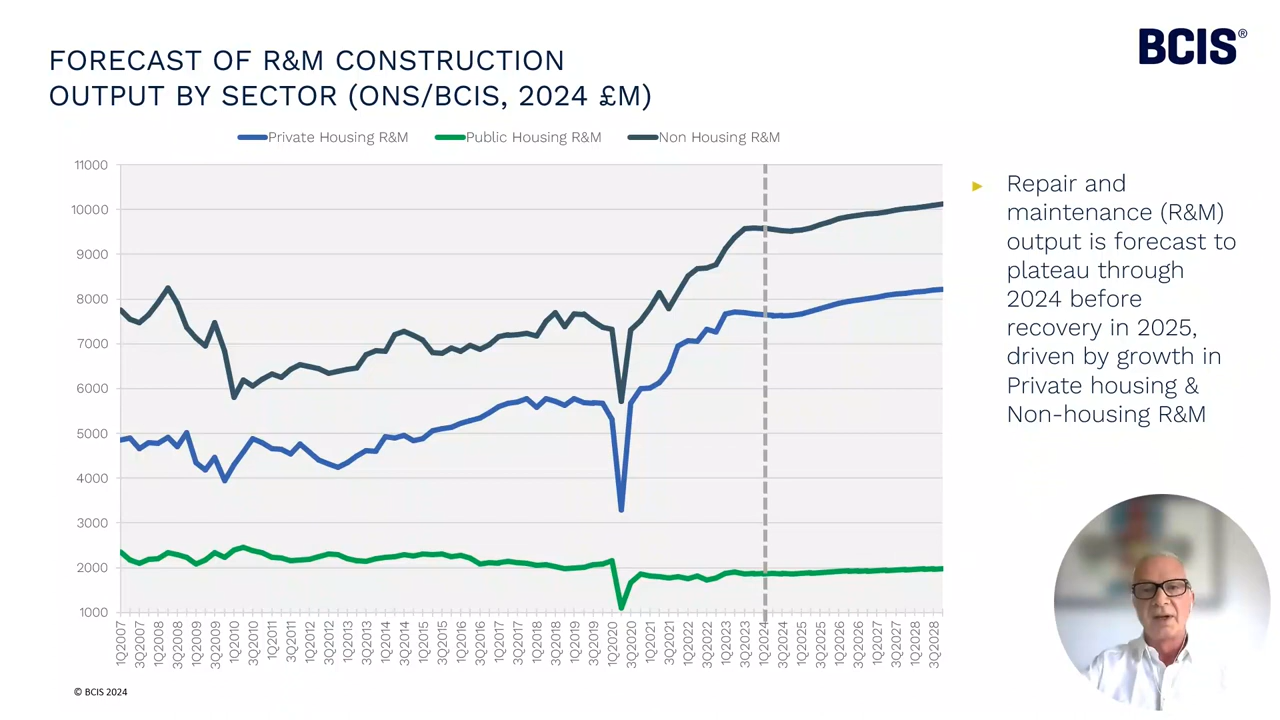 FORECAST OF R&M CONSTRUCTION
OUTPUT BY SECTOR (ONS/BCIS, 2024 £M)
BCIS®
Private Housing R&M
Public Housing R&M
Non Housing R&M
11000
10000
9000
8000
7000
6000
5000
4000
3000
2000
1000
1Q2007
3Q2007
1Q2008
3Q2008
1Q2009
3Q2009
1Q2010
3Q2010
1Q2011
3Q2011
1Q2012
3Q2012
1Q2013
3Q2013
1Q2014
3Q2014
1Q2015
3Q2015
1Q2016
3Q2016
1Q2017
3Q2017
1Q2018
3Q2018
1Q2019
3Q2019
1Q2020
3Q2020
1Q2021
3Q2021
1Q2022
3Q2022
1Q2023
3Q2023
1Q2024
3Q2024
1Q2025
3Q2025
1Q2026
3Q2026
1Q2027
3Q2027
1Q2028
3Q2028
► Repair and
maintenance (R&M)
output is forecast to
plateau through
2024 before
recovery in 2025,
driven by growth in
Private housing &
Non-housing R&M
© BCIS 2024